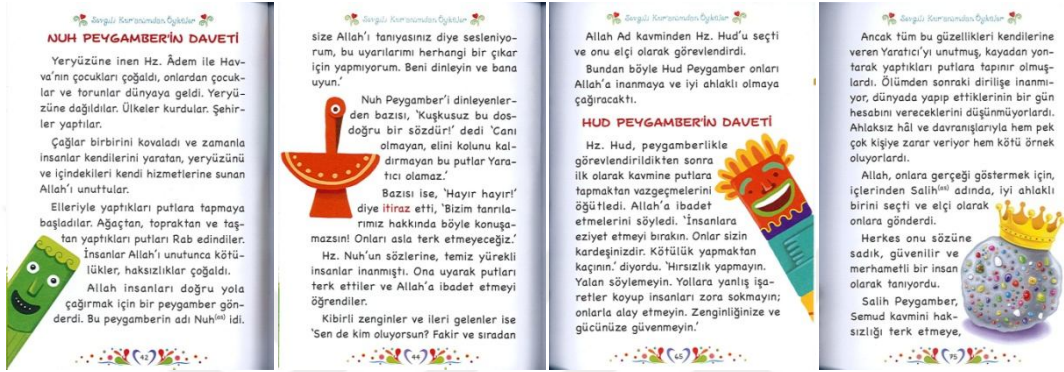 Sevgili Kur'anımdan Öyküler
NUH PEYGAMBER'İN DAVETİ
Yeryüzüne inen Hz. Âdem ile Hav-
va'nın çocukları çoğaldı, onlardan çocuk-
lar ve torunlar dünyaya geldi. Yeryü-
züne dağıldılar. Ülkeler kurdular. Şehir-
ler yaptılar.
Çağlar birbirini kovaladı ve zamanla
insanlar kendilerini yaratan, yeryüzünü
ve içindekileri kendi hizmetlerine sunan
Allah'ı unuttular.
Elleriyle yaptıkları putlara tapmaya
başladılar. Ağaçtan, topraktan ve taş-
tan yaptıkları putları Rab edindiler.
İnsanlar Allah'ı unutunca kötü-
lükler, haksızlıklar çoğaldı.
Allah insanları doğru yola
çağırmak için bir peygamber gön-
derdi. Bu peygamberin adı Nuh(as) idi.
42
Sevgili Kur'anımdan Öyküler
size Allah'ı tanıyasınız diye sesleniyo-
rum, bu uyarılarımı herhangi bir çıkar
için yapmıyorum. Beni dinleyin ve bana
uyun.'
Nuh Peygamber'i dinleyenler-
den bazısı, 'Kuşkusuz bu dos-
doğru bir sözdür!' dedi 'Canı
olmayan, elini kolunu kal-
dırmayan bu putlar Yara-
tıcı olamaz.'
Bazısı ise, 'Hayır hayır!'
diye itiraz etti, 'Bizim tanrıla-
rımız hakkında böyle konuşa-
mazsın! Onları asla terk etmeyeceğiz.'
Hz. Nuh'un sözlerine, temiz yürekli
insanlar inanmıştı. Ona uyarak putları
terk ettiler ve Allah'a ibadet etmeyi
öğrendiler.
Kibirli zenginler ve ileri gelenler ise
'Sen de kim oluyorsun? Fakir ve sıradan
44
Sevgili Kur'anımdan Öyküler
Allah Ad kavminden Hz. Hud'u seçti
ve onu elçi olarak görevlendirdi.
Bundan böyle Hud Peygamber onları
Allah'a inanmaya ve iyi ahlaklı olmaya
çağıracaktı.
HUD PEYGAMBER'İN DAVETİ
Hz. Hud, peygamberlikle
görevlendirildikten sonra
ilk olarak kavmine putlara
tapmaktan vazgeçmelerini
öğütledi. Allah'a ibadet
etmelerini söyledi. 'İnsanlara
eziyet etmeyi bırakın. Onlar sizin
kardeşinizdir. Kötülük yapmaktan
kaçının.' diyordu. 'Hırsızlık yapmayın.
Yalan söylemeyin. Yollara yanlış işa-
retler koyup insanları zora sokmayın;
onlarla alay etmeyin. Zenginliğinize ve
gücünüze güvenmeyin.'
65
Sevgili Kur'anımdan Öyküler
Ancak tüm bu güzellikleri kendilerine
veren Yaratıcı'yı unutmuş, kayadan yon-
tarak yaptıkları putlara tapınır olmuş-
lardı. Ölümden sonraki dirilişe inanmı-
yor, dünyada yapıp ettiklerinin bir gün
hesabını vereceklerini düşünmüyorlardı.
Ahlaksız hâl ve davranışlarıyla hem pek
çok kişiye zarar veriyor hem kötü örnek
oluyorlardı.
Allah, onlara gerçeği göstermek için,
içlerinden Salih(as) adında, iyi ahlaklı
birini seçti ve elçi olarak
onlara gönderdi.
Herkes onu sözüne
sadık, güvenilir ve
merhametli bir insan
olarak tanıyordu.
Salih Peygamber,
Semud kavmini hak-
sızlığı terk etmeye,
75